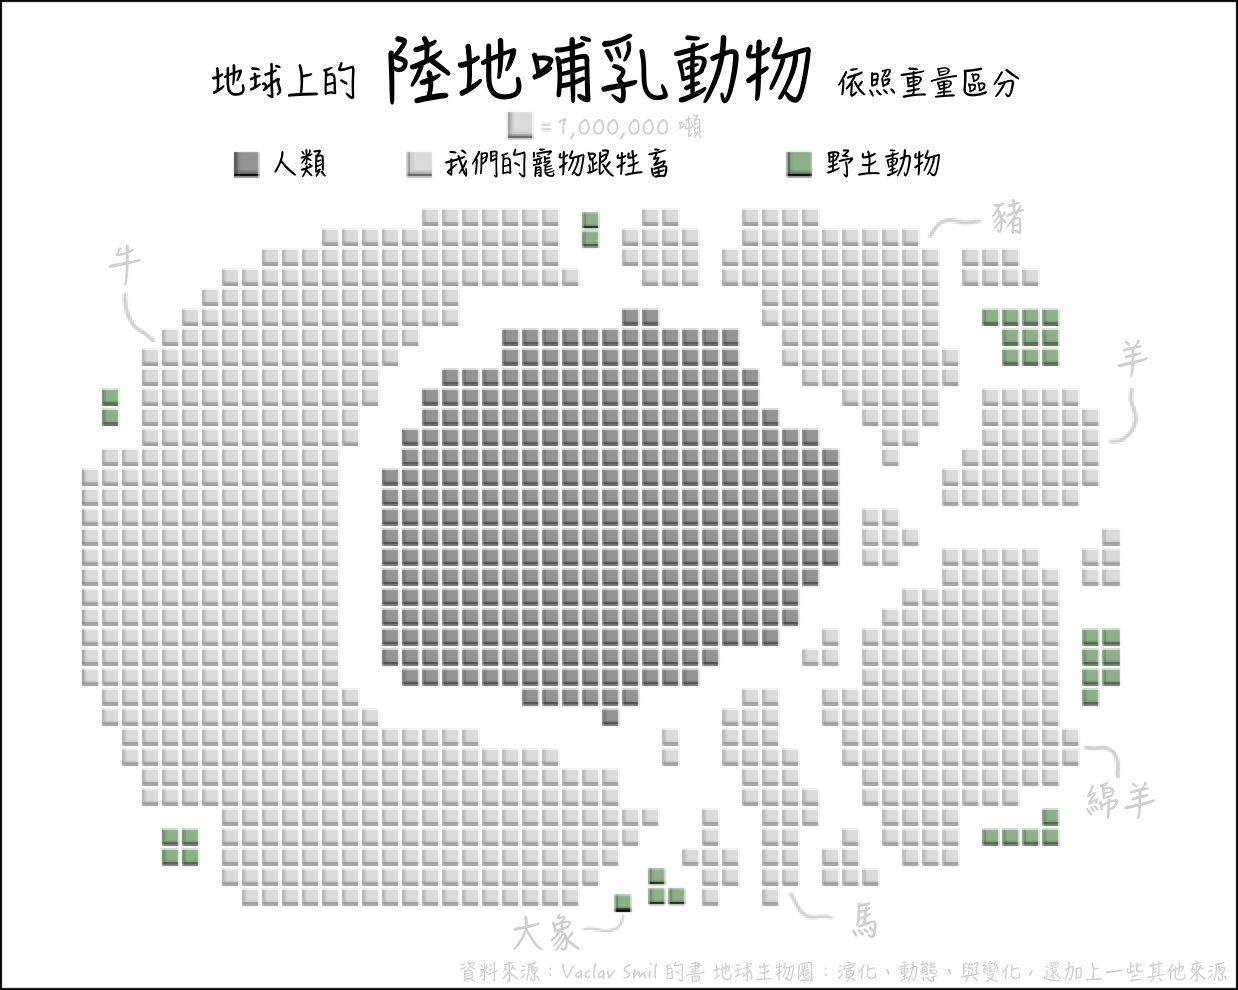 地球上的 陸地哺乳動物 依照重量區分
=1,000,000 噸
人類 我們的寵物跟牲畜 野生動物
豬
牛
羊
綿羊
馬
大象
資料來源：Vaclav Smil 的書 地球生物圈：演化、動態、與變化，還加上一些其他來源